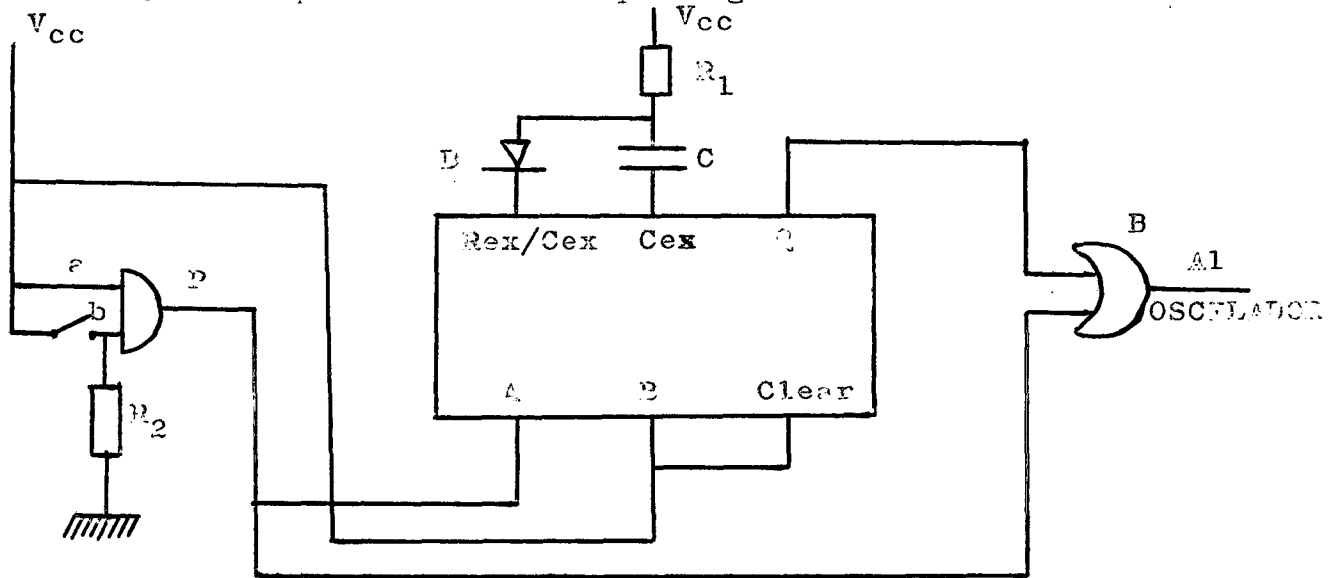 Vcc
Vcc
R1
D
C
Rex/Cex Cex Q
B
a
P
b
A1
OSCILADOR
A B Clear
R2